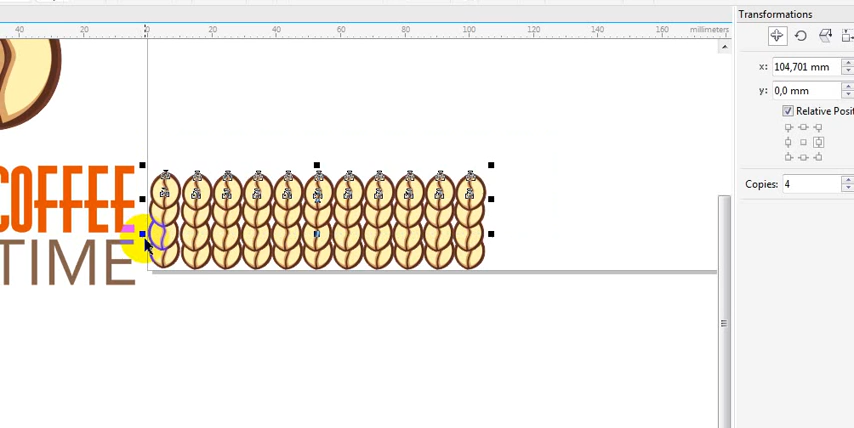 Transformations
40 20 0 20 40 60 80 100 120 140 160 millimeters
x: 104,701 mm
y: 0,0 mm
Relative Posit
COFFEE
TIME
Copies: 4